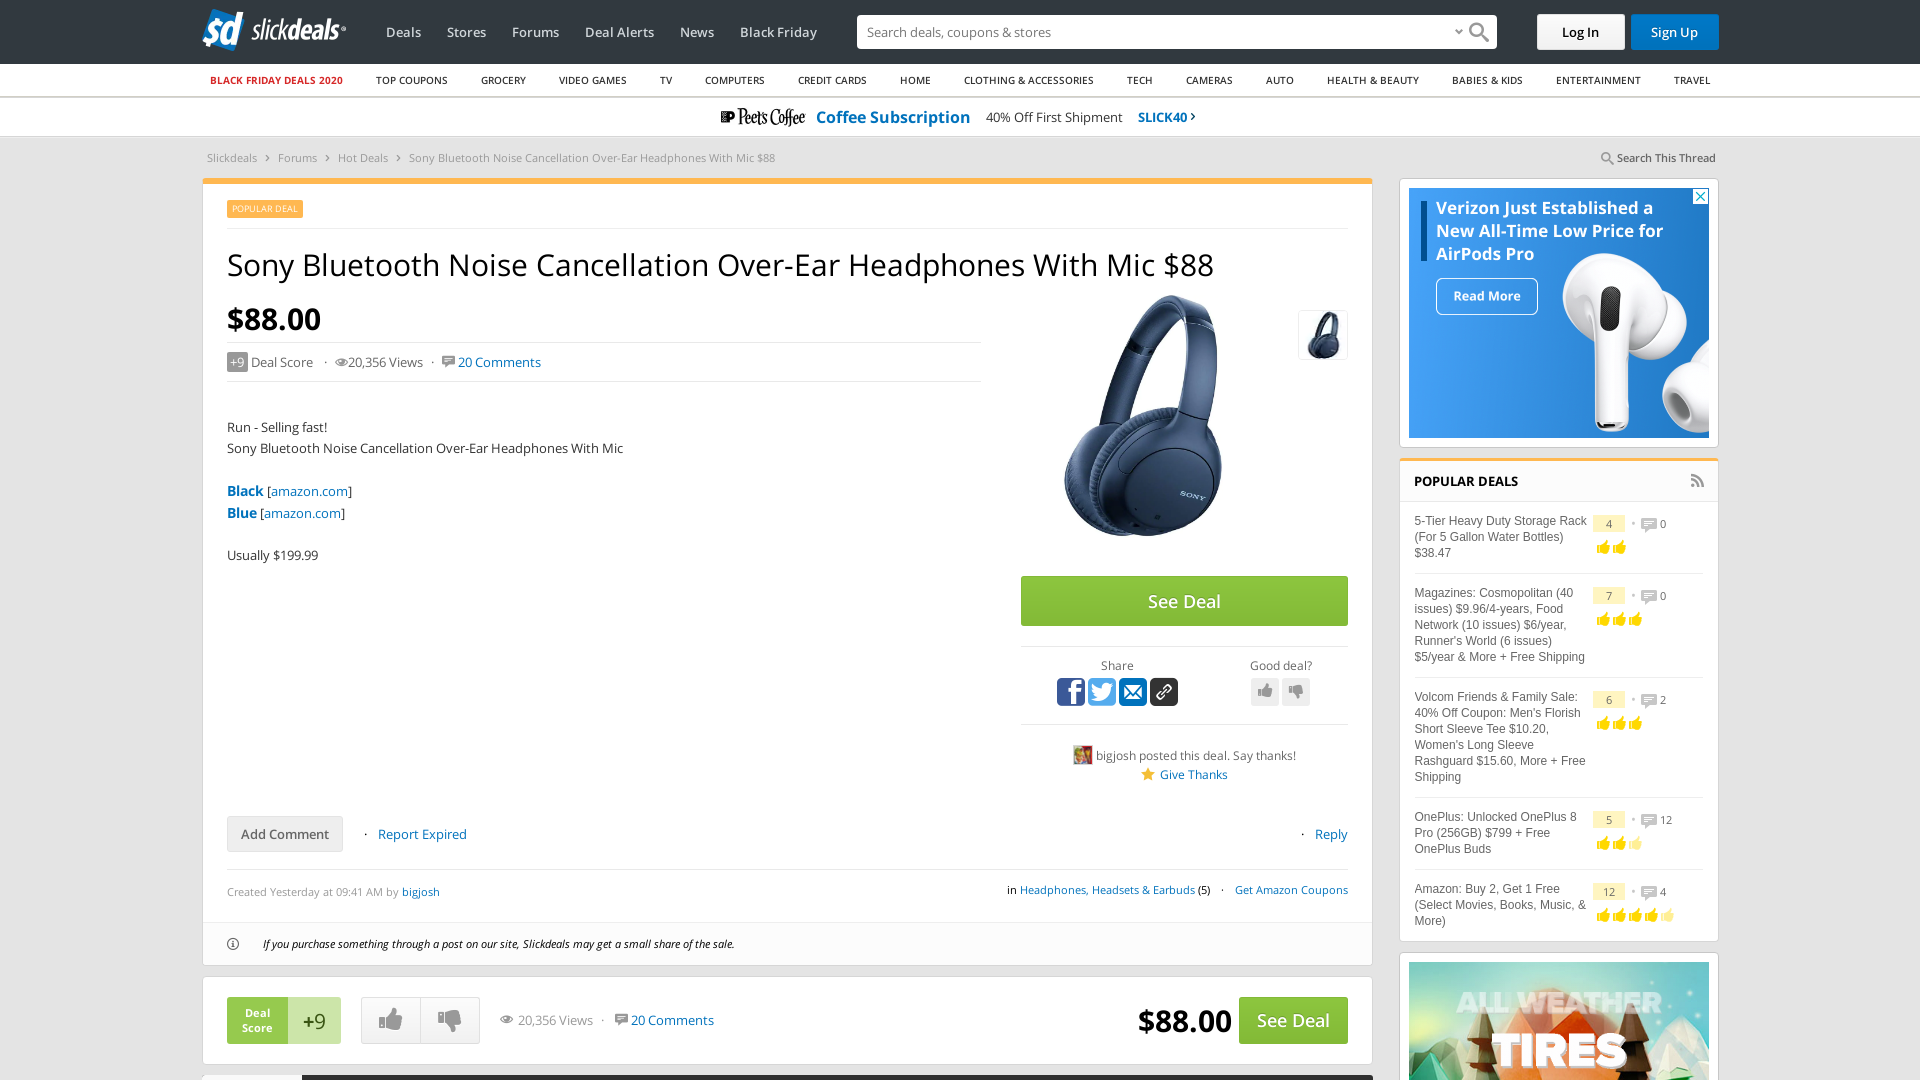 slickdeals
Deals
Stores
Forums
Deal Alerts
News
Black Friday
Search deals, coupons & stores
Log In
Sign Up
BLACK FRIDAY DEALS 2020
TOP COUPONS
GROCERY
VIDEO GAMES
TV
COMPUTERS
CREDIT CARDS
HOME
CLOTHING & ACCESSORIES
TECH
CAMERAS
AUTO
HEALTH & BEAUTY
BABIES & KIDS
ENTERTAINMENT
TRAVEL
Peet's Coffee Coffee Subscription 40% Off First Shipment SLICK40 ›
Slickdeals › Forums › Hot Deals › Sony Bluetooth Noise Cancellation Over-Ear Headphones With Mic $88
Search This Thread
POPULAR DEAL
Sony Bluetooth Noise Cancellation Over-Ear Headphones With Mic $88
$88.00
+9 Deal Score · 20,356 Views · 20 Comments
Run - Selling fast!
Sony Bluetooth Noise Cancellation Over-Ear Headphones With Mic
Black [amazon.com]
Blue [amazon.com]
Usually $199.99
SONY
See Deal
Share
Good deal?
bigjosh posted this deal. Say thanks!
Give Thanks
Add Comment · Report Expired
· Reply
Created Yesterday at 09:41 AM by bigjosh
in Headphones, Headsets & Earbuds (5) · Get Amazon Coupons
If you purchase something through a post on our site, Slickdeals may get a small share of the sale.
Deal
Score
+9
20,356 Views · 20 Comments
$88.00
See Deal
Verizon Just Established a
New All-Time Low Price for
AirPods Pro
Read More
POPULAR DEALS
5-Tier Heavy Duty Storage Rack
(For 5 Gallon Water Bottles)
$38.47
4 · 0
Magazines: Cosmopolitan (40
issues) $9.96/4-years, Food
Network (10 issues) $6/year,
Runner's World (6 issues)
$5/year & More + Free Shipping
7 · 0
Volcom Friends & Family Sale:
40% Off Coupon: Men's Florish
Short Sleeve Tee $10.20,
Women's Long Sleeve
Rashguard $15.60, More + Free
Shipping
6 · 2
OnePlus: Unlocked OnePlus 8
Pro (256GB) $799 + Free
OnePlus Buds
5 · 12
Amazon: Buy 2, Get 1 Free
(Select Movies, Books, Music, &
More)
12 · 4
ALL WEATHER
TIRES